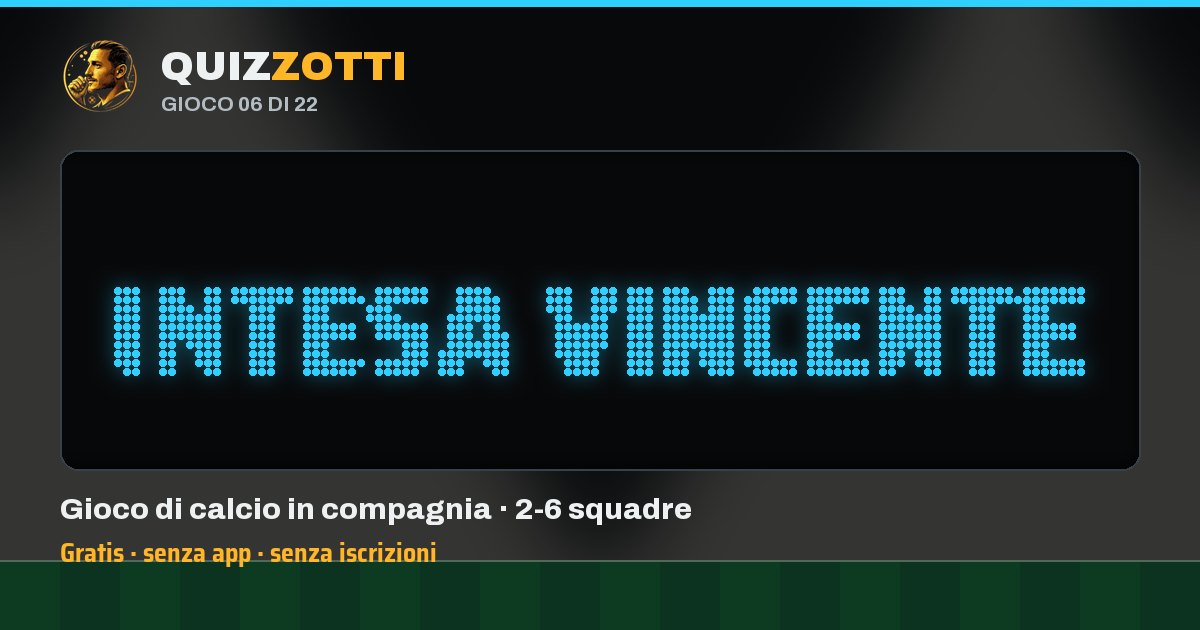 QUIZZOTTI
GIOCO 06 DI 22
INTESA VINCENTE
Gioco di calcio in compagnia · 2-6 squadre
Gratis · senza app · senza iscrizioni